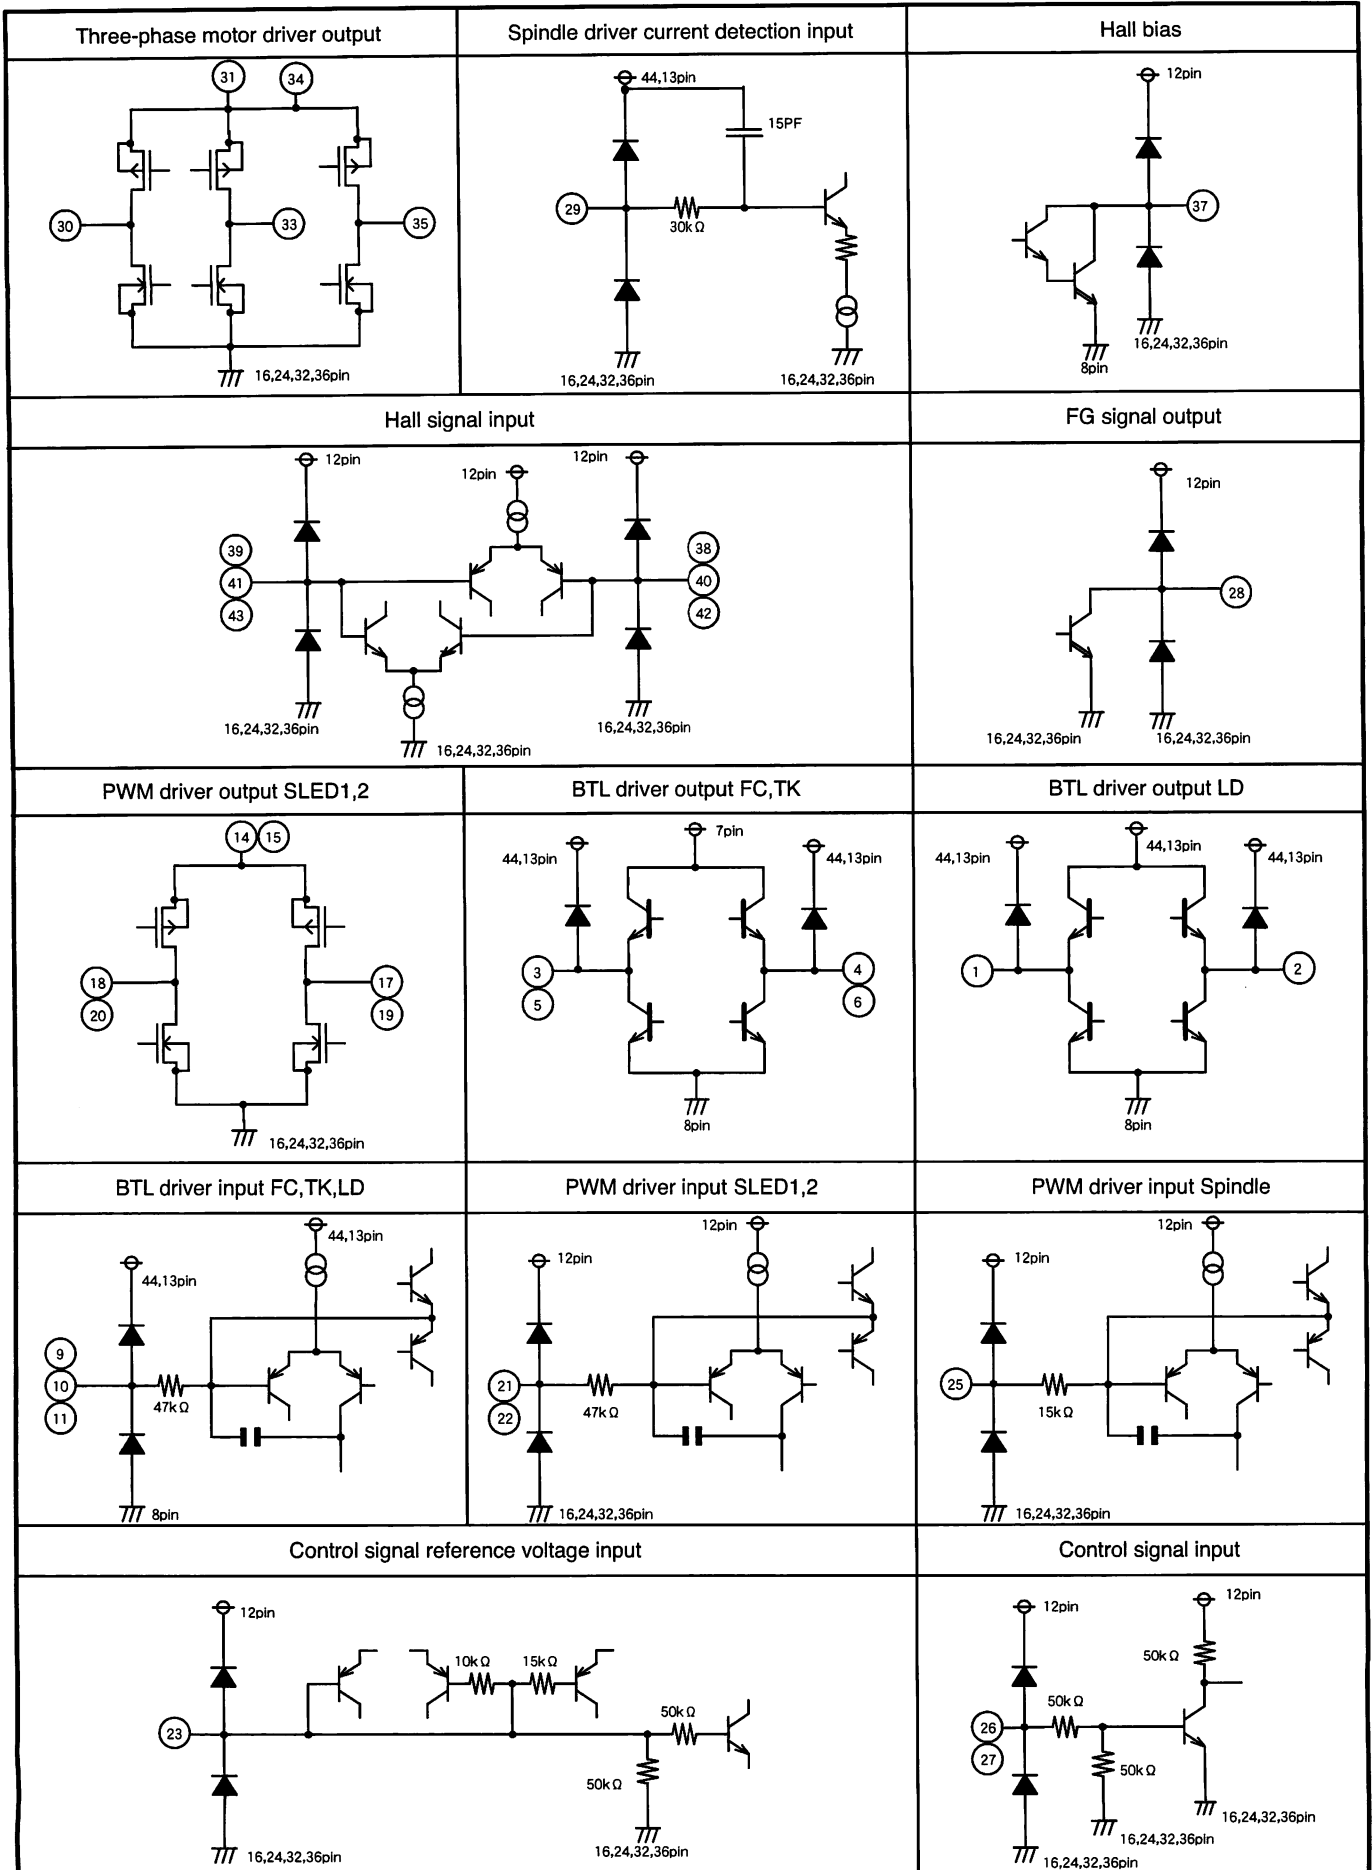 Three-phase motor driver output
Spindle driver current detection input
Hall bias
31
34
30
33
35
16,24,32,36pin
44,13pin
15PF
29
30kΩ
16,24,32,36pin
16,24,32,36pin
12pin
37
16,24,32,36pin
8pin
Hall signal input
FG signal output
12pin
12pin
12pin
39
41
43
38
40
42
16,24,32,36pin
16,24,32,36pin
16,24,32,36pin
12pin
28
16,24,32,36pin
16,24,32,36pin
PWM driver output SLED1,2
BTL driver output FC,TK
BTL driver output LD
14
15
18
20
17
19
16,24,32,36pin
7pin
44,13pin
44,13pin
3
5
4
6
8pin
44,13pin
44,13pin
44,13pin
1
2
8pin
BTL driver input FC,TK,LD
PWM driver input SLED1,2
PWM driver input Spindle
44,13pin
44,13pin
9
10
11
47kΩ
8pin
12pin
12pin
21
22
47kΩ
16,24,32,36pin
12pin
12pin
25
15kΩ
16,24,32,36pin
Control signal reference voltage input
Control signal input
12pin
10kΩ
15kΩ
23
50kΩ
50kΩ
16,24,32,36pin
16,24,32,36pin
12pin
12pin
50kΩ
50kΩ
26
27
50kΩ
16,24,32,36pin
16,24,32,36pin
16,24,32,36pin